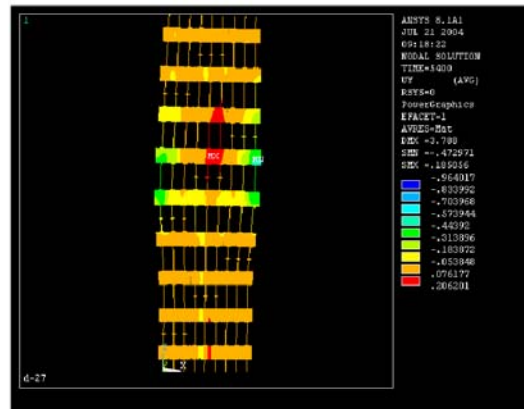 1
ANSYS 8.1A1
JUL 21 2004
09:18:22
NODAL SOLUTION
TIME=5400
UY (AVG)
RSYS=0
PowerGraphics
EFACET=1
AVRES=Mat
DMX =3.788
SMN =-.472971
SMX =.185056
-.964017
-.833992
-.703968
-.573944
-.44392
-.313896
-.183872
-.053848
.076177
.206201
MX
X
d-27